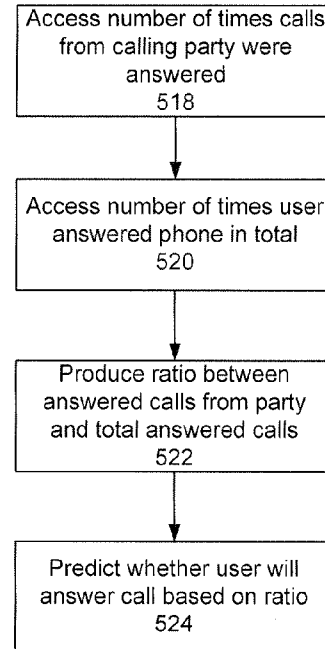 Access number of times calls
from calling party were
answered
518
Access number of times user
answered phone in total
520
Produce ratio between
answered calls from party
and total answered calls
522
Predict whether user will
answer call based on ratio
524